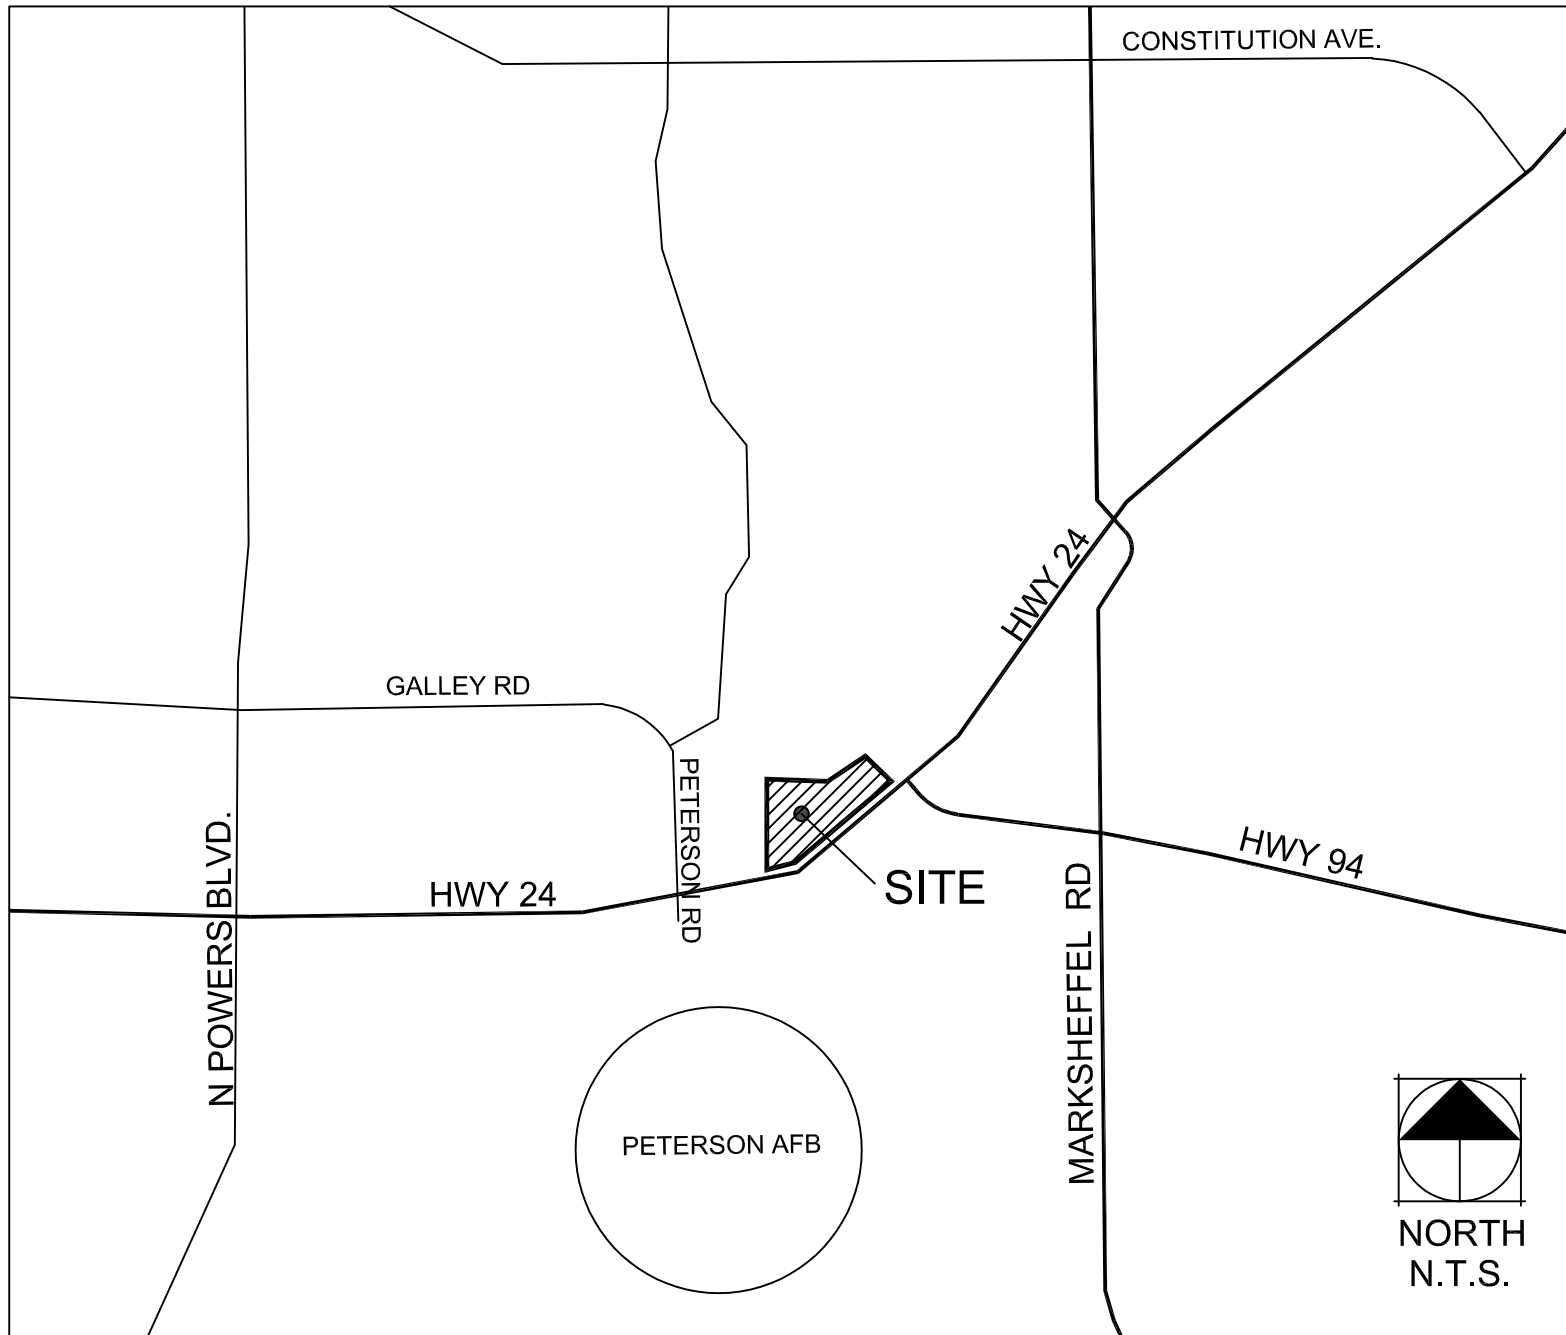 CONSTITUTION AVE.
HWY 24
GALLEY RD
PETERSON RD
N POWERS BLVD.
HWY 24
SITE
HWY 94
MARKSHEFFEL RD
PETERSON AFB
NORTH
N.T.S.